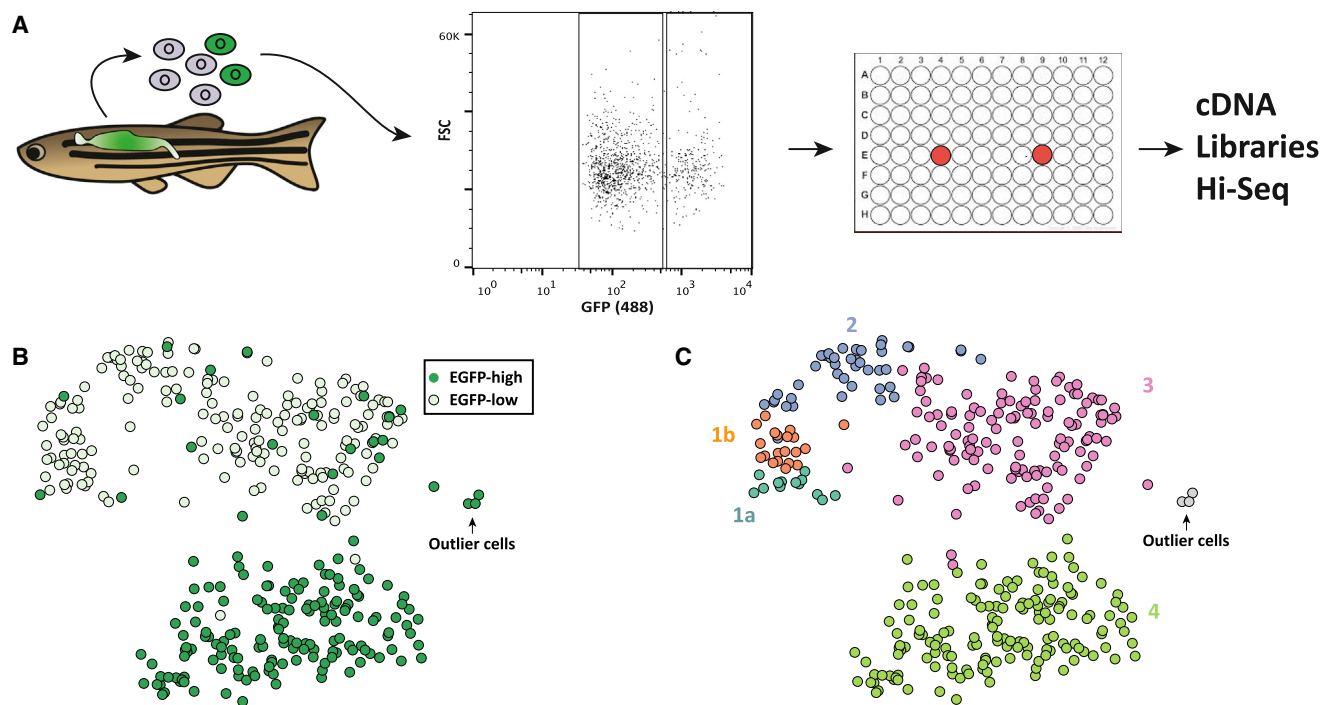 A
60K
FSC
0
10^0 10^1 10^2 10^3 10^4
GFP (488)
1 2 3 4 5 6 7 8 9 10 11 12
A
B
C
D
E
F
G
H
cDNA
Libraries
Hi-Seq
B
EGFP-high
EGFP-low
Outlier cells
C
2
3
1b
1a
Outlier cells
4